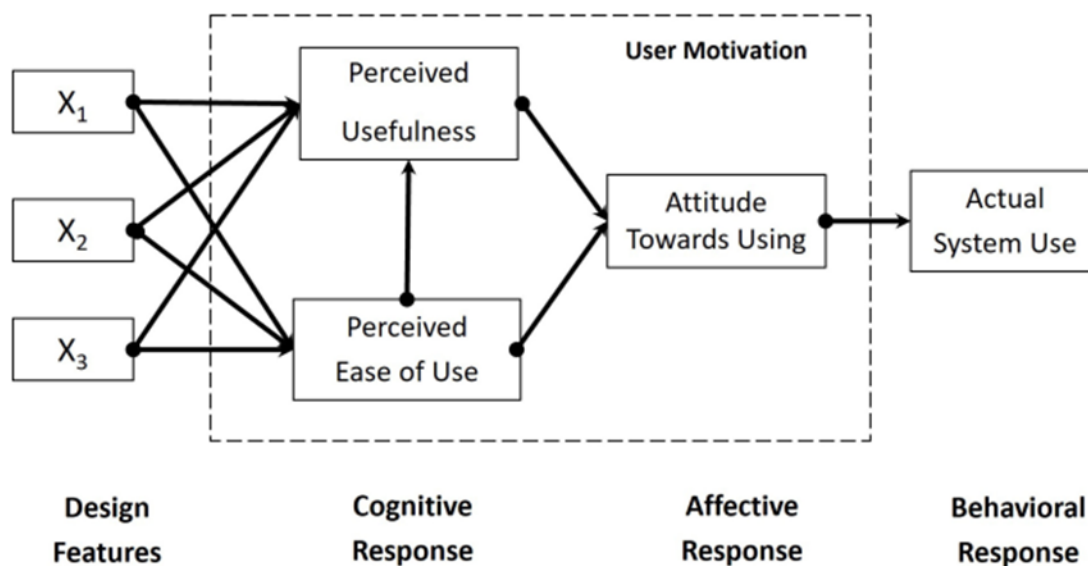 User Motivation
X₁
X₂
X₃
Perceived
Usefulness
Perceived
Ease of Use
Attitude
Towards Using
Actual
System Use
Design
Features
Cognitive
Response
Affective
Response
Behavioral
Response